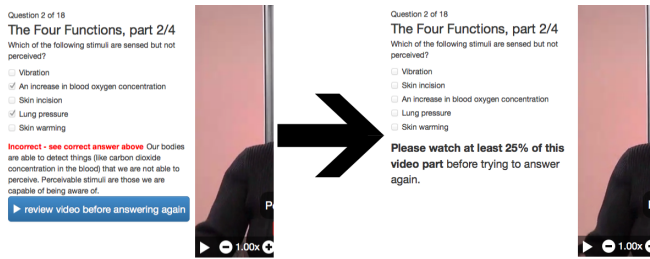 Question 2 of 18
The Four Functions, part 2/4
Which of the following stimuli are sensed but not
perceived?
Vibration
An increase in blood oxygen concentration
Skin incision
Lung pressure
Skin warming
Incorrect - see correct answer above Our bodies
are able to detect things (like carbon dioxide
concentration in the blood) that we are not able to
perceive. Perceivable stimuli are those we are
capable of being aware of.
review video before answering again
1.00x
Question 2 of 18
The Four Functions, part 2/4
Which of the following stimuli are sensed but not
perceived?
Vibration
Skin incision
An increase in blood oxygen concentration
Lung pressure
Skin warming
Please watch at least 25% of this
video part before trying to answer
again.
1.00x